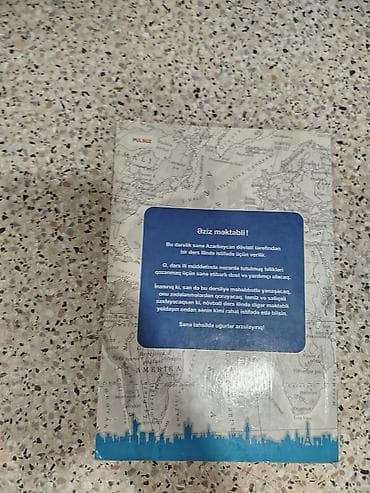 PULSUZ
Əziz məktəbli!
Bu dərslik sənə Azərbaycan dövləti tərəfindən
bir dərs ilində istifadə üçün verilir.
O, dərs ili müddətində nəzərdə tutulmuş bilikləri
qazanmaq üçün sənə etibarlı dost və yardımçı olacaq.
İnanırıq ki, sən də bu dərsliyə məhəbbətlə yanaşacaq,
onu zədələnmələrdən qoruyacaq, təmiz və səliqəli
saxlayacaqsan ki, növbəti dərs ilində digər məktəbli
yoldaşın ondan sənin kimi rahat istifadə edə bilsin.
Sənə təhsildə uğurlar arzulayırıq!
AMERİKA